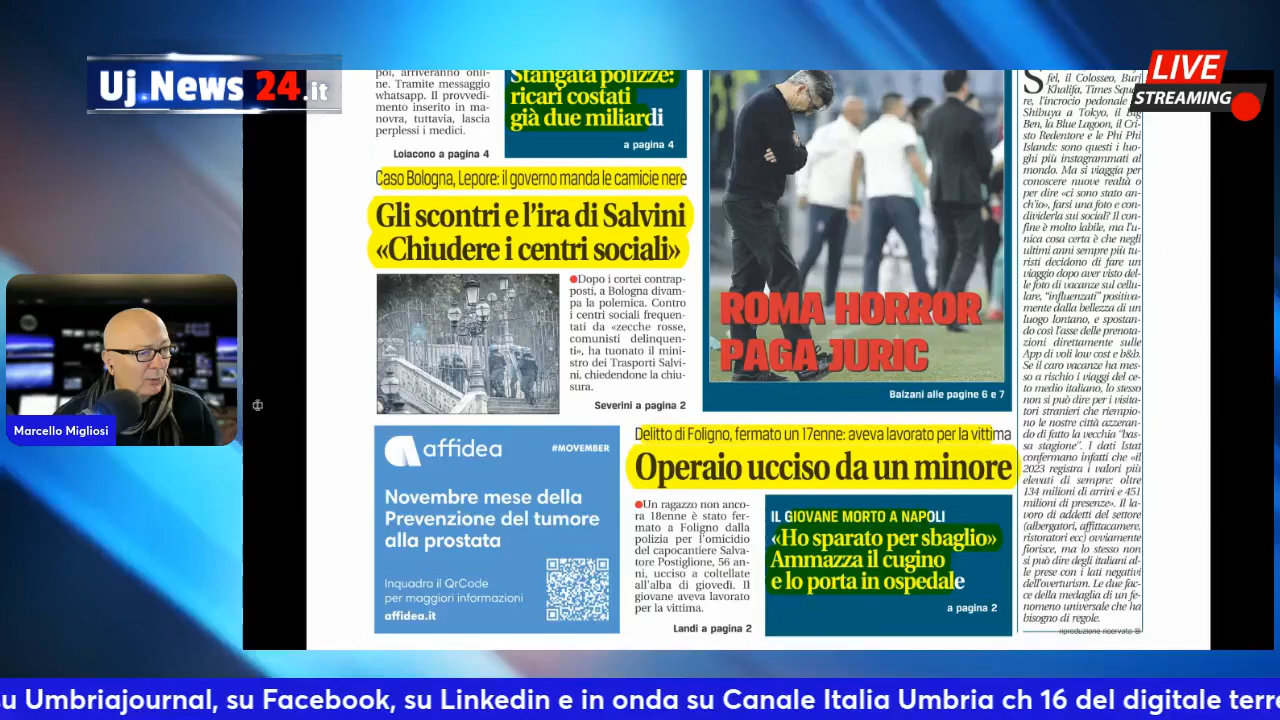 Uj.News 24.it
LIVE
STREAMING
poi, arriveranno onli-
ne. Tramite messaggio
whatsapp. Il provve-
dimento inserito in ma-
novra, tuttavia, lascia
perplessi i medici.
Loiacono a pagina 4
Stangata polizze:
ricari costati
già due miliardi
a pagina 4
Caso Bologna, Lepore: il governo manda le camicie nere
Gli scontri e l'ira di Salvini
«Chiudere i centri sociali»
Dopo i cortei contrap-
posti, a Bologna divam-
pa la polemica. Contro
i centri sociali frequen-
tati da «zecche rosse,
comunisti delinquen-
ti», ha tuonato il mini-
stro dei Trasporti Salvi-
ni, chiedendone la chiu-
sura.
Severini a pagina 2
ROMA HORROR
PAGA JURIC
Balzani alle pagine 6 e 7
affidea
#MOVEMBER
Novembre mese della
Prevenzione del tumore
alla prostata
Inquadra il QrCode
per maggiori informazioni
affidea.it
Delitto di Foligno, fermato un 17enne: aveva lavorato per la vittima
Operaio ucciso da un minore
Un ragazzo non anco-
ra 18enne è stato fer-
mato a Foligno dalla
polizia per l'omicidio
del capocantiere Salva-
tore Postiglione, 56 an-
ni, ucciso a coltellate
all'alba di giovedì. Il
giovane aveva lavorato
per la vittima.
Landi a pagina 2
IL GIOVANE MORTO A NAPOLI
«Ho sparato per sbaglio»
Ammazza il cugino
e lo porta in ospedale
a pagina 2
fel, il Colosseo, Burj
Khalifa, Times Squa-
re, l'incrocio pedonale di
Shibuya a Tokyo, il Big
Ben, la Blue Lagoon, il Cri-
sto Redentore e le Phi Phi
Islands: sono questi i luo-
ghi più instagrammati al
mondo. Ma si viaggia per
conoscere nuove realtà o
per dire «ci sono stato an-
ch'io», farsi una foto e con-
dividerla sui social? Il con-
fine è molto labile, ma l'u-
nica cosa certa è che negli
ultimi anni sempre più tu-
risti decidono di fare un
viaggio dopo aver visto del-
le foto di vacanze sul cellu-
lare, "influenzati" positiva-
mente dalla bellezza di un
luogo lontano, e spostan-
do così l'asse delle prenota-
zioni direttamente sulle
App di voli low cost e b&b.
Se il caro vacanze ha mes-
so a rischio i viaggi del ce-
to medio italiano, lo stesso
non si può dire per i visita-
tori stranieri che riempio-
no le nostre città azzeran-
do di fatto la vecchia "bas-
sa stagione". I dati Istat
confermano infatti che «il
2023 registra i valori più
elevati di sempre: oltre
134 milioni di arrivi e 451
milioni di presenze». Il la-
voro di addetti del settore
(albergatori, affittacamere,
ristoratori ecc) ovviamente
fiorisce, ma lo stesso non
si può dire degli italiani al-
le prese con i lati negativi
dell'overturism. Le due fac-
ce della medaglia di un fe-
nomeno universale che ha
bisogno di regole.
riproduzione riservata ®
Marcello Migliosi
su Umbriajournal, su Facebook, su Linkedin e in onda su Canale Italia Umbria ch 16 del digitale terre